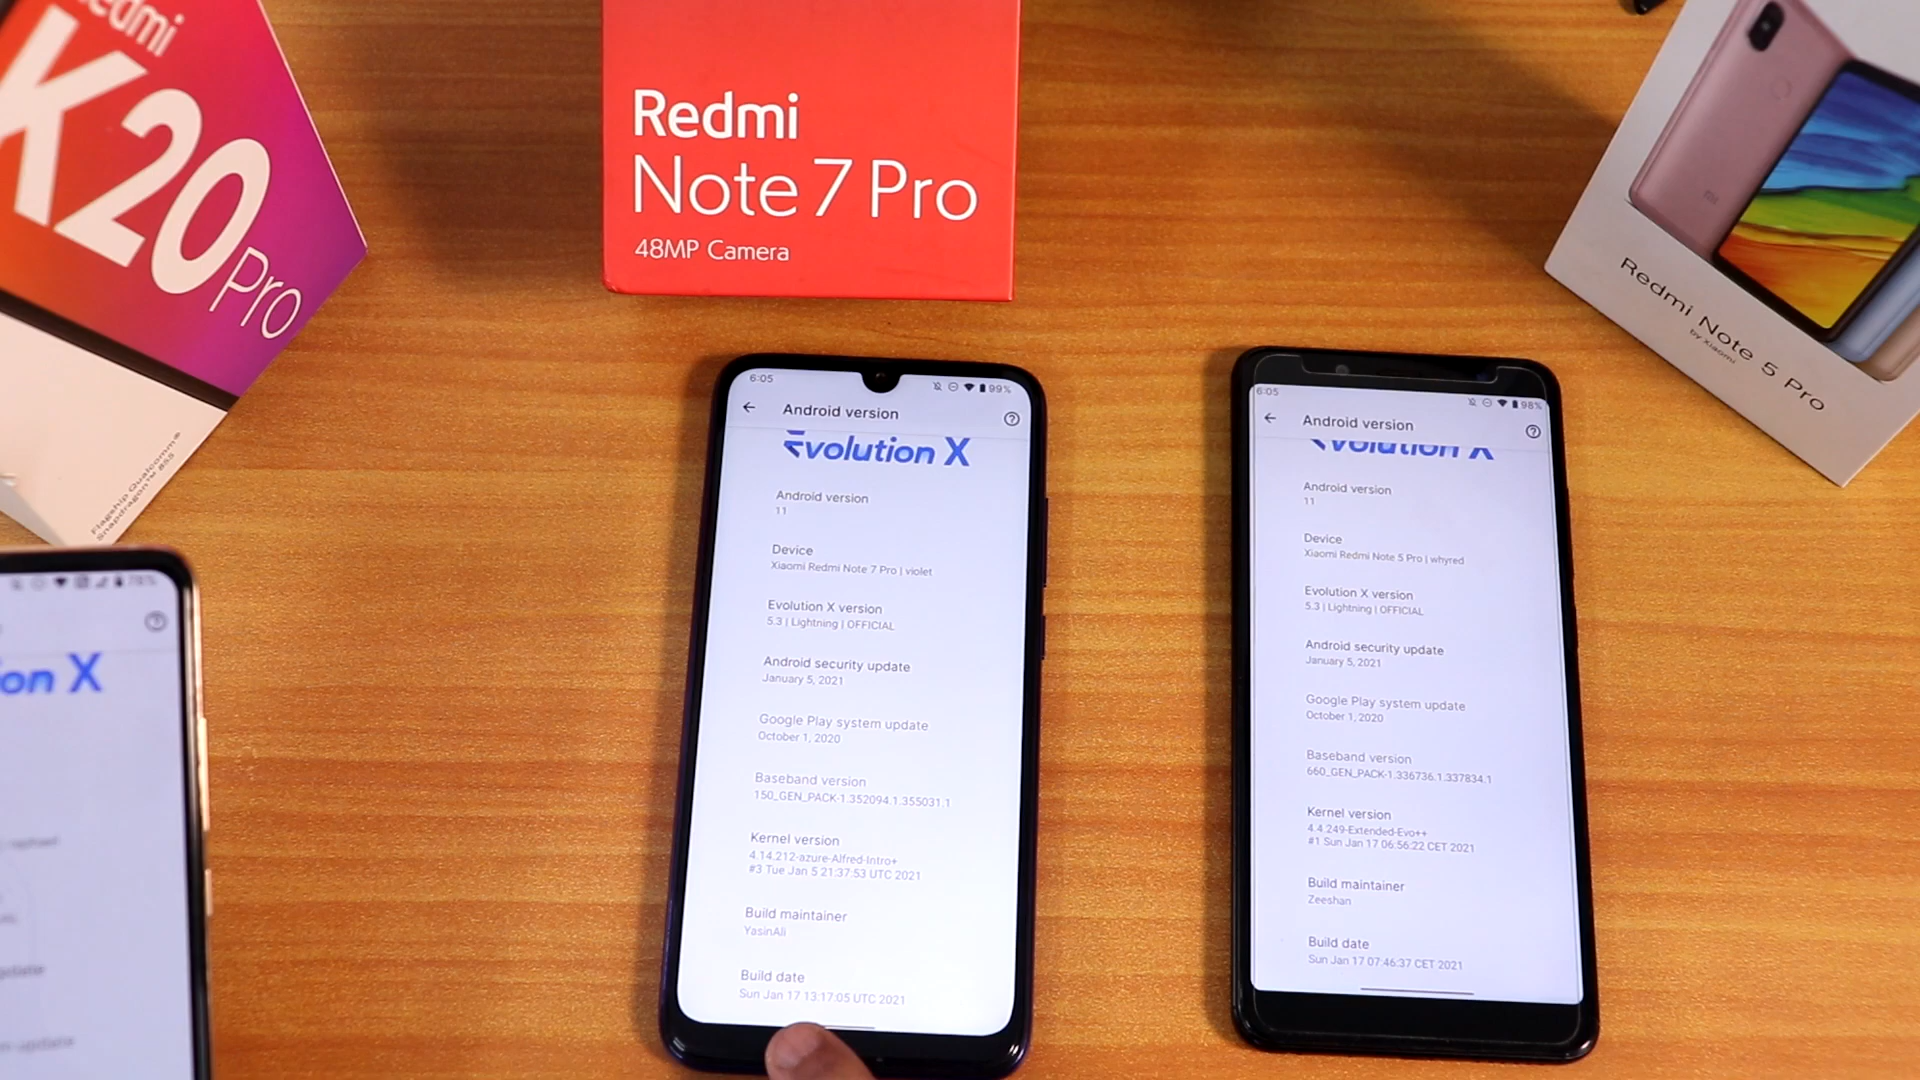 Redmi
K20 Pro
Flagship Qualcomm®
Snapdragon™ 855
Redmi
Note 7 Pro
48MP Camera
Redmi Note 5 Pro
by Xiaomi
on X
6:05
99%
Android version
Evolution X
Android version
11
Device
Xiaomi Redmi Note 7 Pro | violet
Evolution X version
5.3 | Lightning | OFFICIAL
Android security update
January 5, 2021
Google Play system update
October 1, 2020
Baseband version
150_GEN_PACK-1.352094.1.355031.1
Kernel version
4.14.212-azure-Alfred-Intro+
#3 Tue Jan 5 21:37:53 UTC 2021
Build maintainer
YasinAli
Build date
Sun Jan 17 13:17:05 UTC 2021
6:05
98%
Android version
Evolution X
Android version
11
Device
Xiaomi Redmi Note 5 Pro | whyred
Evolution X version
5.3 | Lightning | OFFICIAL
Android security update
January 5, 2021
Google Play system update
October 1, 2020
Baseband version
660_GEN_PACK-1.336736.1.337834.1
Kernel version
4.4.249-Extended-Evo++
#1 Sun Jan 17 06:56:22 CET 2021
Build maintainer
Zeeshan
Build date
Sun Jan 17 07:46:37 CET 2021